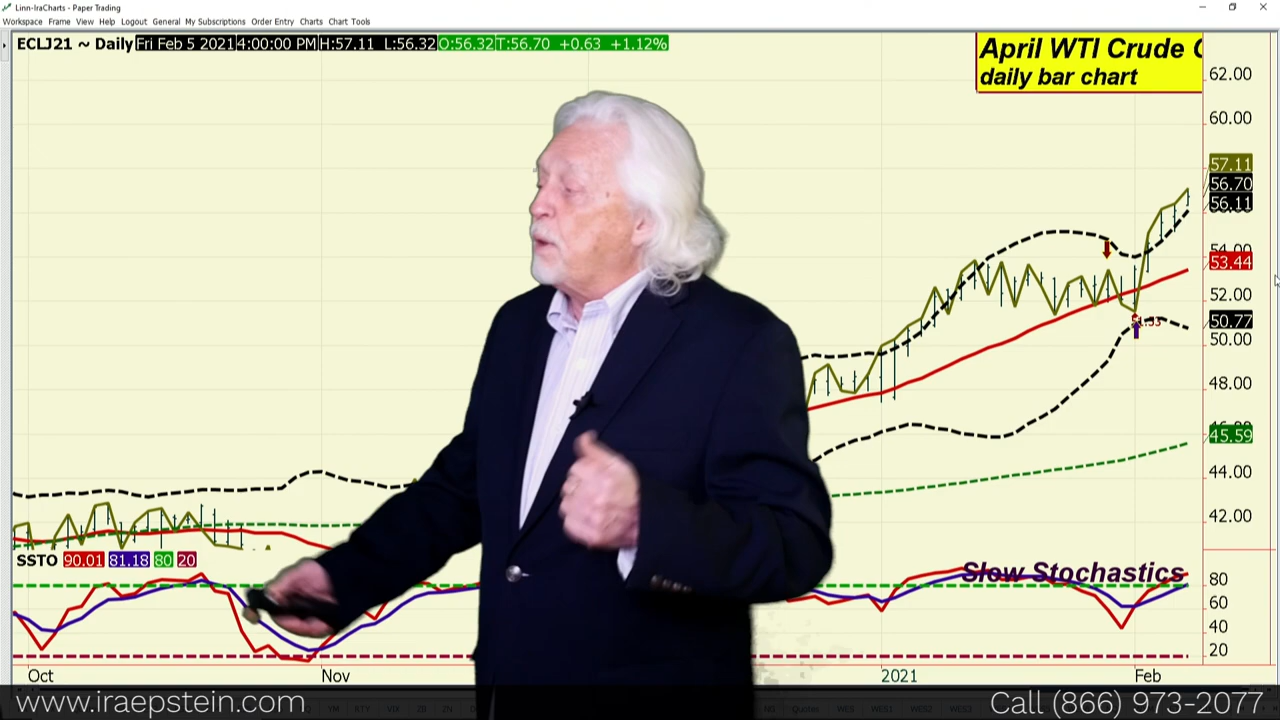 Linn-IraCharts - Paper Trading
Workspace Frame View Help Logout General My Subscriptions Order Entry Charts Chart Tools
ECLJ21 ~ Daily Fri Feb 5 2021 4:00:00 PM H:57.11 L:56.32 O:56.32 T:56.70 +0.63 +1.12%
April WTI Crude
daily bar chart
62.00
60.00
57.11
56.70
56.11
54.00
53.44
52.00
50.77
50.00
48.00
45.59
44.00
42.00
SSTO 90.01 81.18 80 20
Slow Stochastics
80
60
40
20
Oct Nov 2021 Feb
www.iraepstein.com Call (866) 973-2077